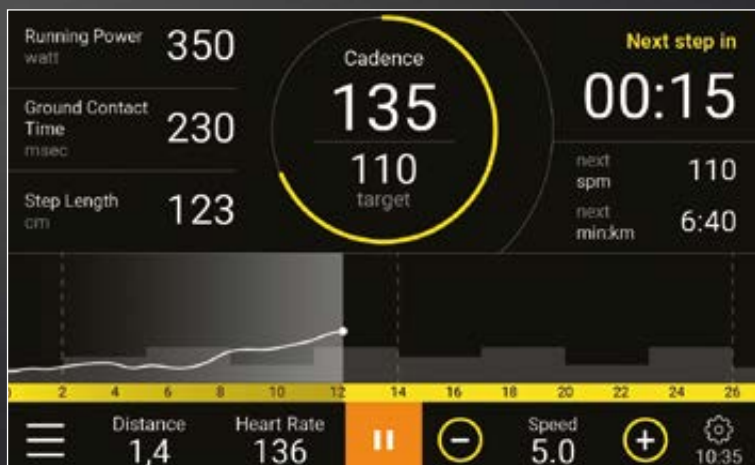 Running Power
watt
350
Ground Contact
Time
msec
230
Step Length
cm
123
Cadence
135
110
target
Next step in
00:15
next
spm
110
next
min:km
6:40
2 4 6 8 10 12 14 16 18 20 22 24 26
Distance
1,4
Heart Rate
136
Speed
5.0
10:35